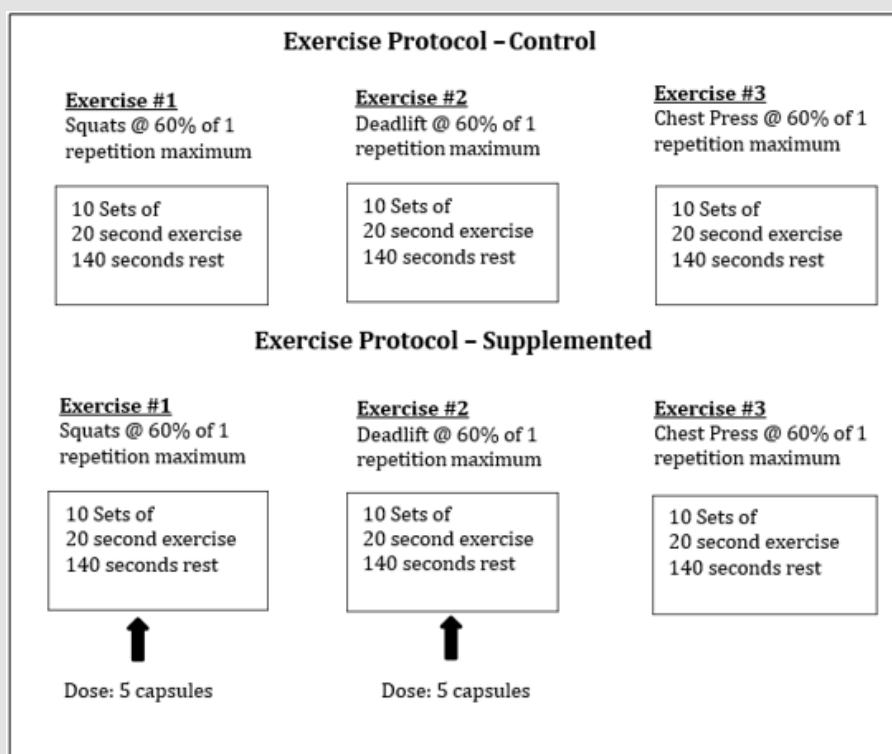 Exercise Protocol – Control
Exercise #1
Squats @ 60% of 1
repetition maximum
10 Sets of
20 second exercise
140 seconds rest
Exercise #2
Deadlift @ 60% of 1
repetition maximum
10 Sets of
20 second exercise
140 seconds rest
Exercise #3
Chest Press @ 60% of 1
repetition maximum
10 Sets of
20 second exercise
140 seconds rest
Exercise Protocol – Supplemented
Exercise #1
Squats @ 60% of 1
repetition maximum
10 Sets of
20 second exercise
140 seconds rest
Dose: 5 capsules
Exercise #2
Deadlift @ 60% of 1
repetition maximum
10 Sets of
20 second exercise
140 seconds rest
Dose: 5 capsules
Exercise #3
Chest Press @ 60% of 1
repetition maximum
10 Sets of
20 second exercise
140 seconds rest